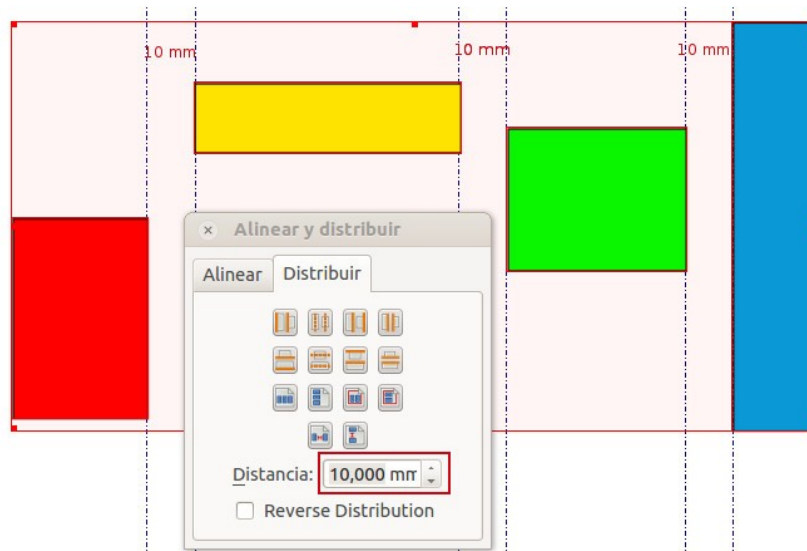 10 mm
10 mm
10 mm
Alinear y distribuir
Alinear
Distribuir
Distancia: 10,000 mm
Reverse Distribution